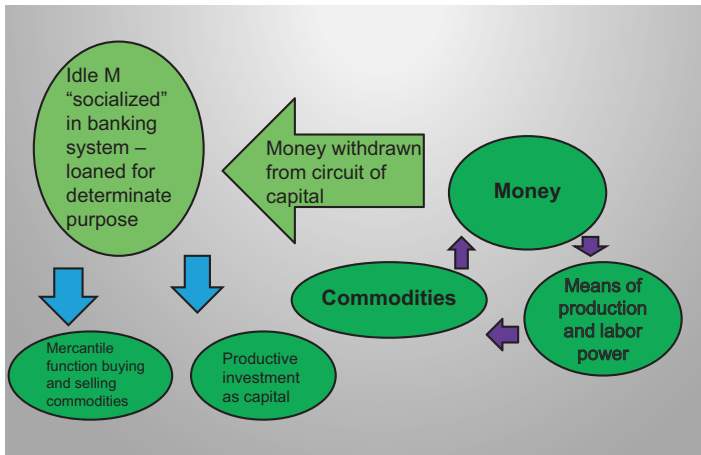 Idle M
“socialized”
in banking
system –
loaned for
determinate
purpose
Money withdrawn
from circuit of
capital
Money
Commodities
Means of
production
and labor
power
Mercantile
function buying
and selling
commodities
Productive
investment
as capital